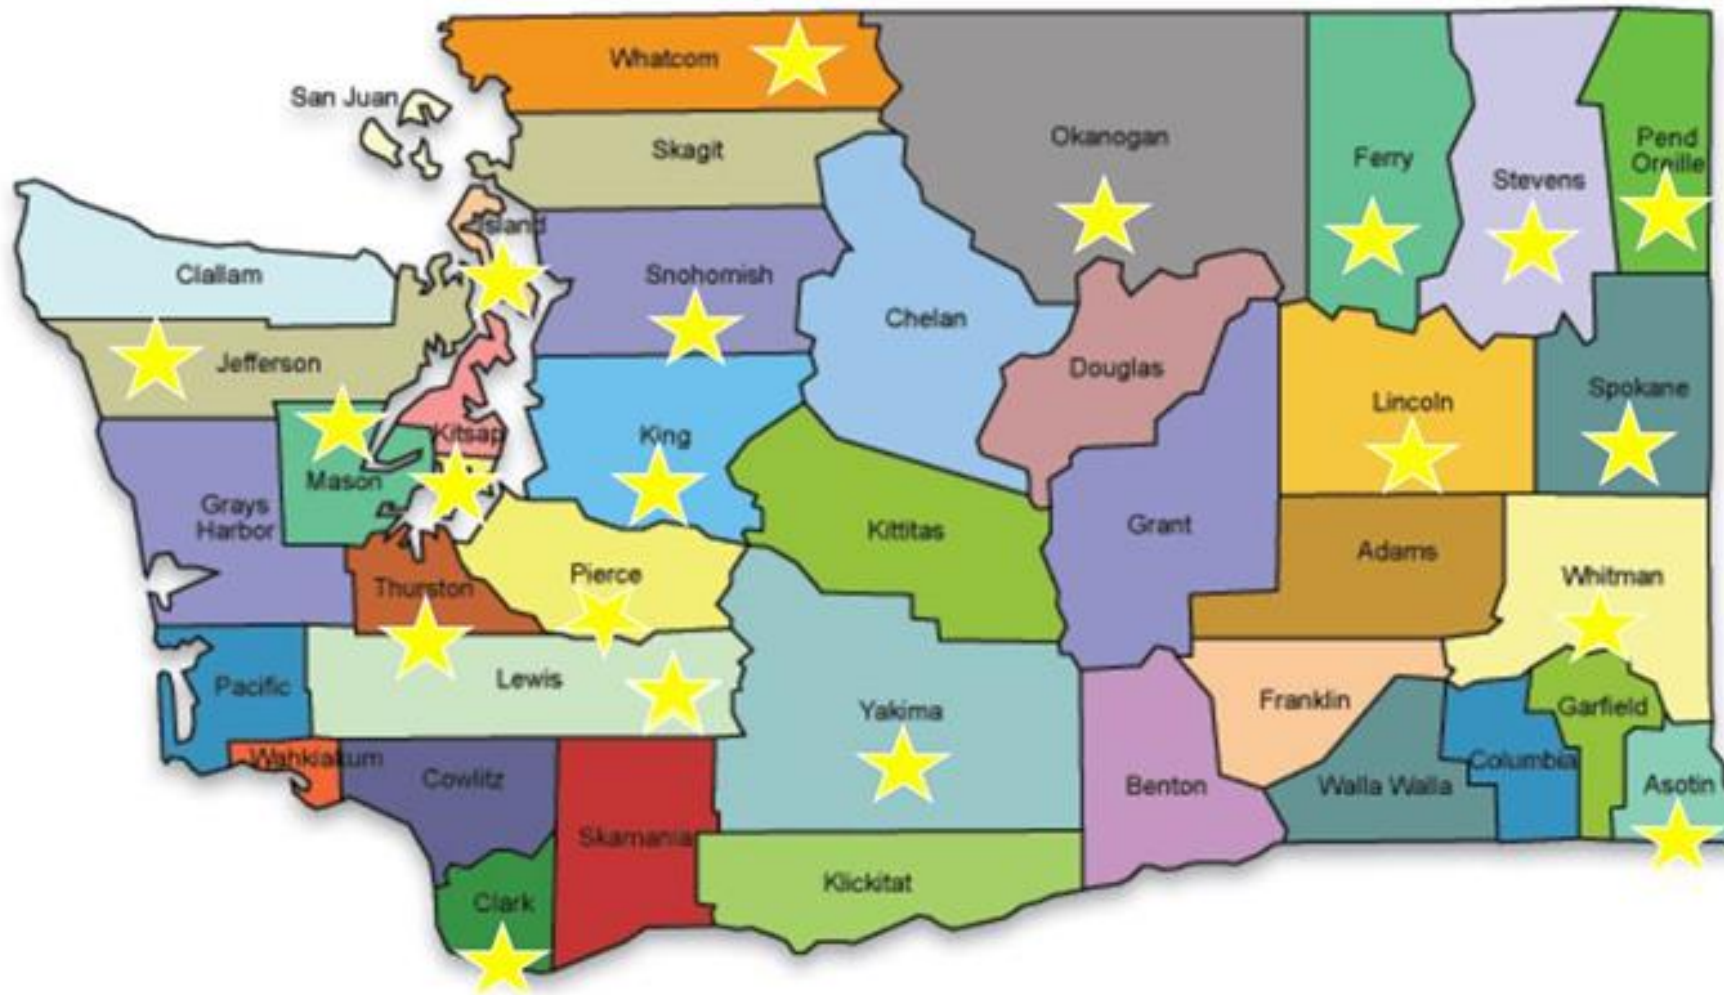 Whatcom
San Juan
Skagit
Okanogan
Ferry
Stevens
Pend
Ornille
Island
Clallam
Snohomish
Chelan
Jefferson
Douglas
Lincoln
Spokane
Kitsap
King
Mason
Grays
Harbor
Kittitas
Grant
Adams
Whitman
Thurston
Pierce
Pacific
Lewis
Yakima
Franklin
Garfield
Wahkiakum
Cowlitz
Benton
Walla Walla
Columbia
Asotin
Skamania
Klickitat
Clark